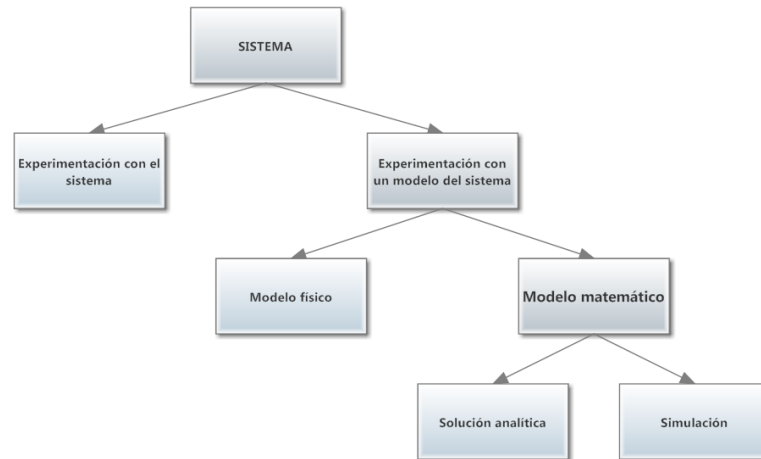 SISTEMA
Experimentación con el
sistema
Experimentación con
un modelo del sistema
Modelo físico
Modelo matemático
Solución analítica
Simulación